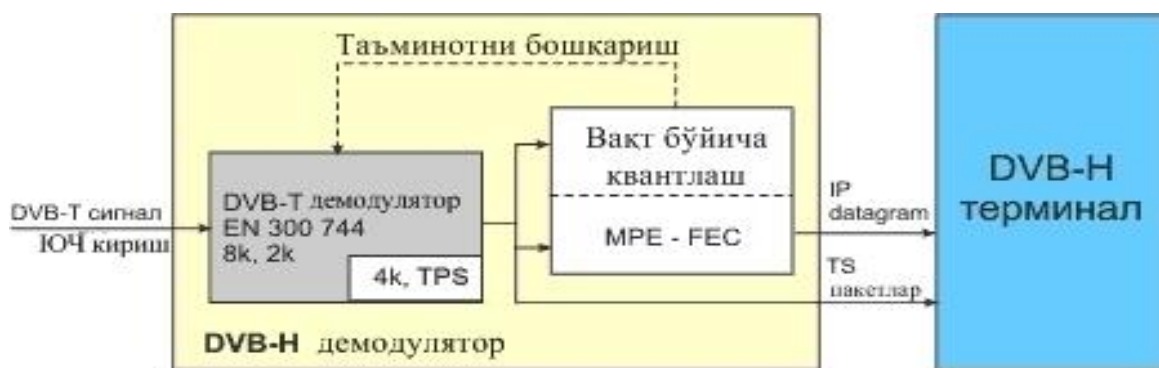 Таъминотни бошкариш
Вақт бўйича
квантлаш
MPE - FEC
DVB-T демодулятор
EN 300 744
8k, 2k
4k, TPS
DVB-T сигнал
ЮЧ кириш
IP
datagram
TS
пакетлар
DVB-H
терминал
DVB-H демодулятор